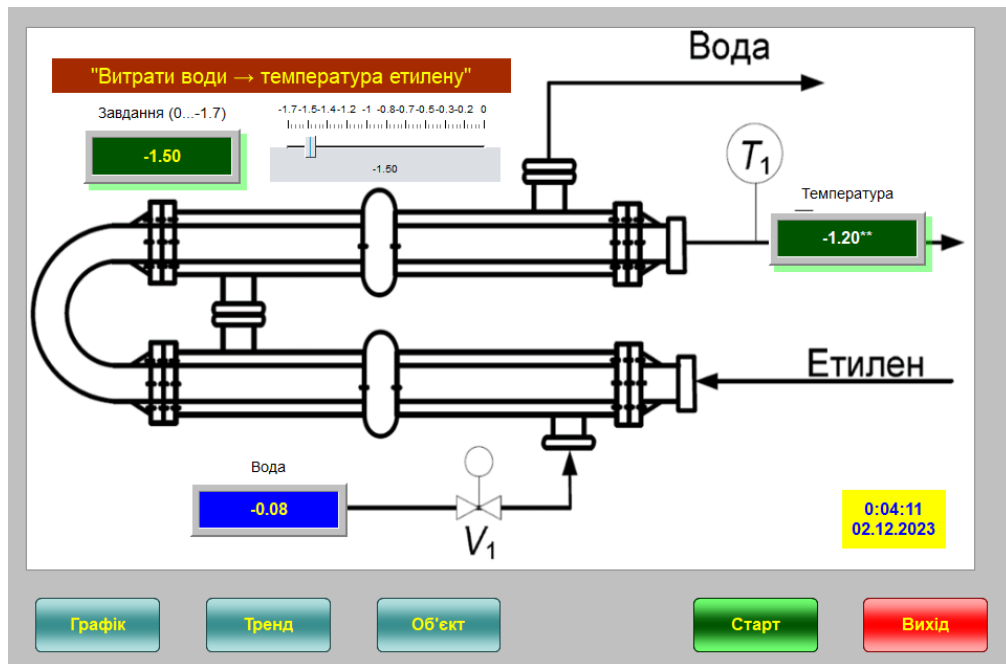 Вода
"Витрати води → температура етилену"
Завдання (0...-1.7)
-1.7-1.5-1.4-1.2 -1 -0.8-0.7-0.5-0.3-0.2 0
-1.50
-1.50
T1
Температура
-1.20**
Етилен
Вода
-0.08
V1
0:04:11
02.12.2023
Графік
Тренд
Об'єкт
Старт
Вихід